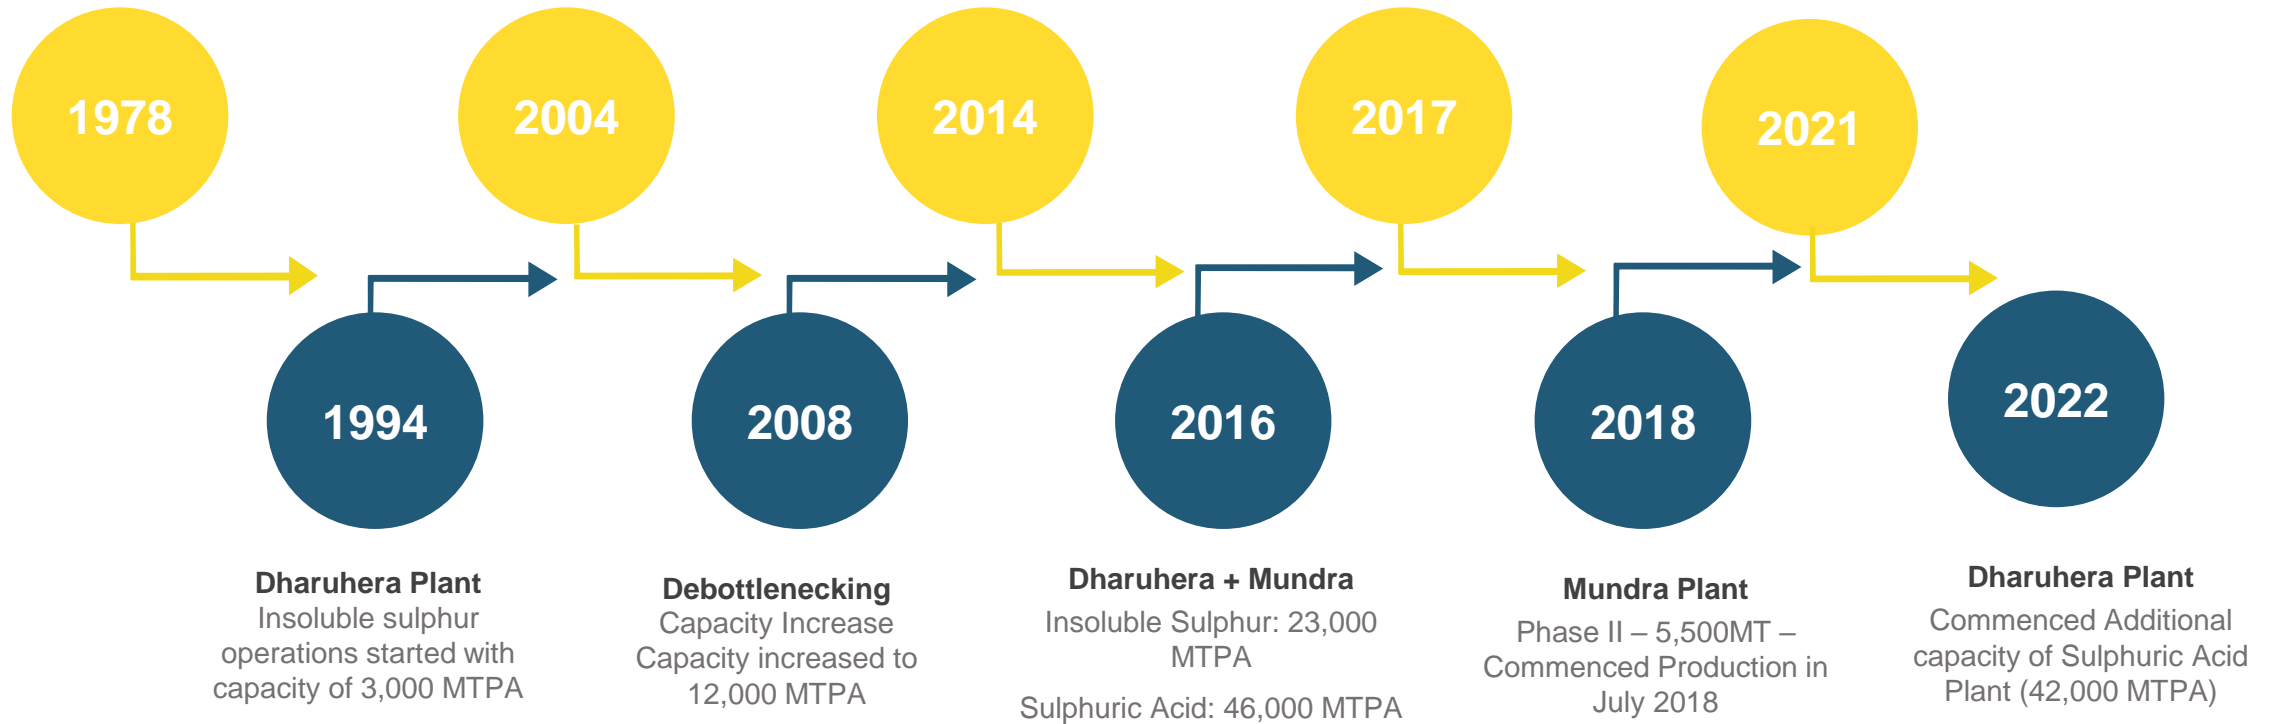 1978
2004
2014
2017
2021
1994
2008
2016
2018
2022
Dharuhera Plant
Insoluble sulphur
operations started with
capacity of 3,000 MTPA
Debottlenecking
Capacity Increase
Capacity increased to
12,000 MTPA
Dharuhera + Mundra
Insoluble Sulphur: 23,000
MTPA
Sulphuric Acid: 46,000 MTPA
Mundra Plant
Phase II – 5,500MT –
Commenced Production in
July 2018
Dharuhera Plant
Commenced Additional
capacity of Sulphuric Acid
Plant (42,000 MTPA)